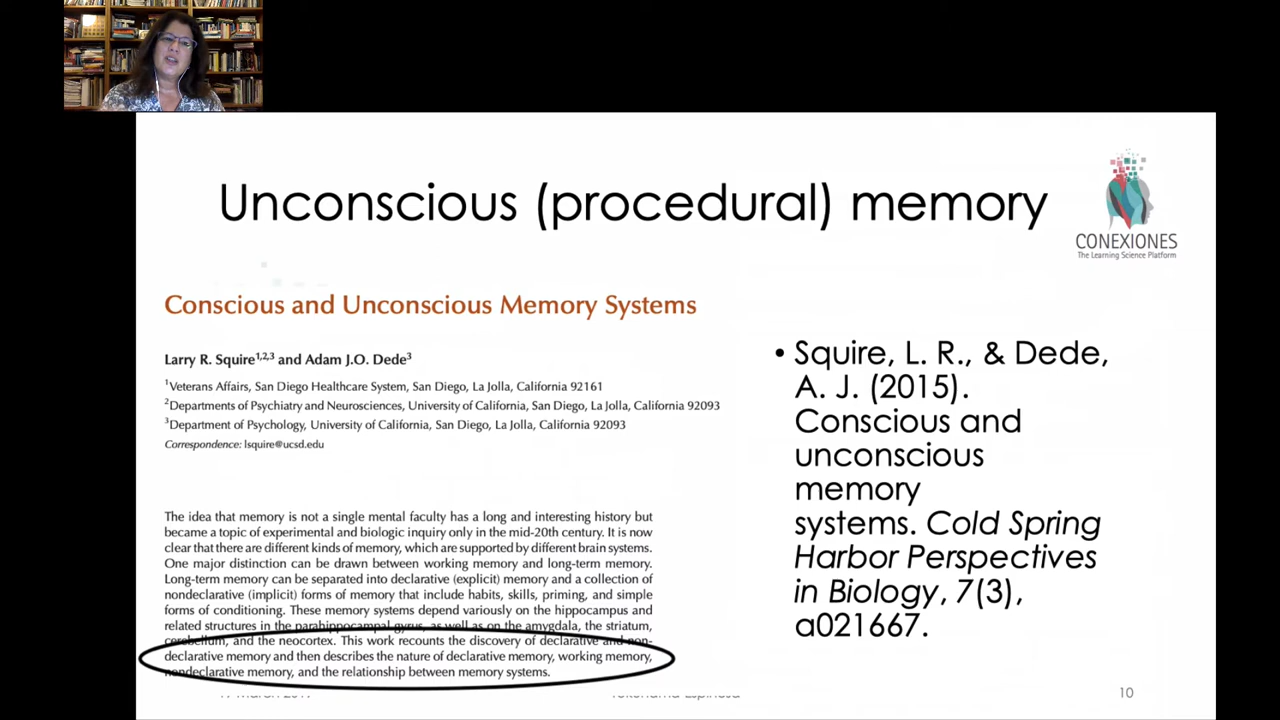 Unconscious (procedural) memory
CONEXIONES
The Learning Science Platform
Conscious and Unconscious Memory Systems
Larry R. Squire1,2,3 and Adam J.O. Dede3
1Veterans Affairs, San Diego Healthcare System, San Diego, La Jolla, California 92161
2Departments of Psychiatry and Neurosciences, University of California, San Diego, La Jolla, California 92093
3Department of Psychology, University of California, San Diego, La Jolla, California 92093
Correspondence: lsquire@ucsd.edu
The idea that memory is not a single mental faculty has a long and interesting history but
became a topic of experimental and biologic inquiry only in the mid-20th century. It is now
clear that there are different kinds of memory, which are supported by different brain systems.
One major distinction can be drawn between working memory and long-term memory.
Long-term memory can be separated into declarative (explicit) memory and a collection of
nondeclarative (implicit) forms of memory that include habits, skills, priming, and simple
forms of conditioning. These memory systems depend variously on the hippocampus and
related structures in the parahippocampal gyrus, as well as on the amygdala, the striatum,
cerebellum, and the neocortex. This work recounts the discovery of declarative and non-
declarative memory and then describes the nature of declarative memory, working memory,
nondeclarative memory, and the relationship between memory systems.
• Squire, L. R., & Dede,
A. J. (2015).
Conscious and
unconscious
memory
systems. Cold Spring
Harbor Perspectives
in Biology, 7(3),
a021667.
10